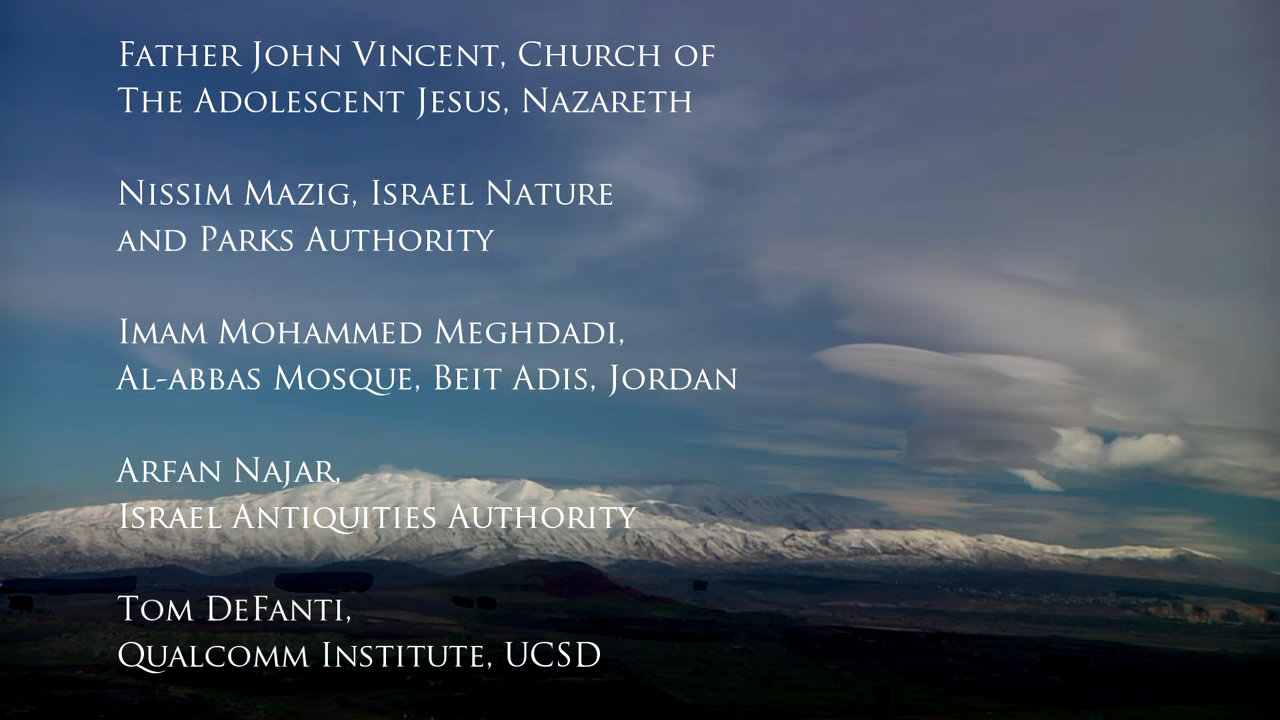 Father John Vincent, Church of
The Adolescent Jesus, Nazareth
Nissim Mazig, Israel Nature
and Parks Authority
Imam Mohammed Meghdadi,
Al-abbas Mosque, Beit Adis, Jordan
Arfan Najar,
Israel Antiquities Authority
Tom DeFanti,
Qualcomm Institute, UCSD